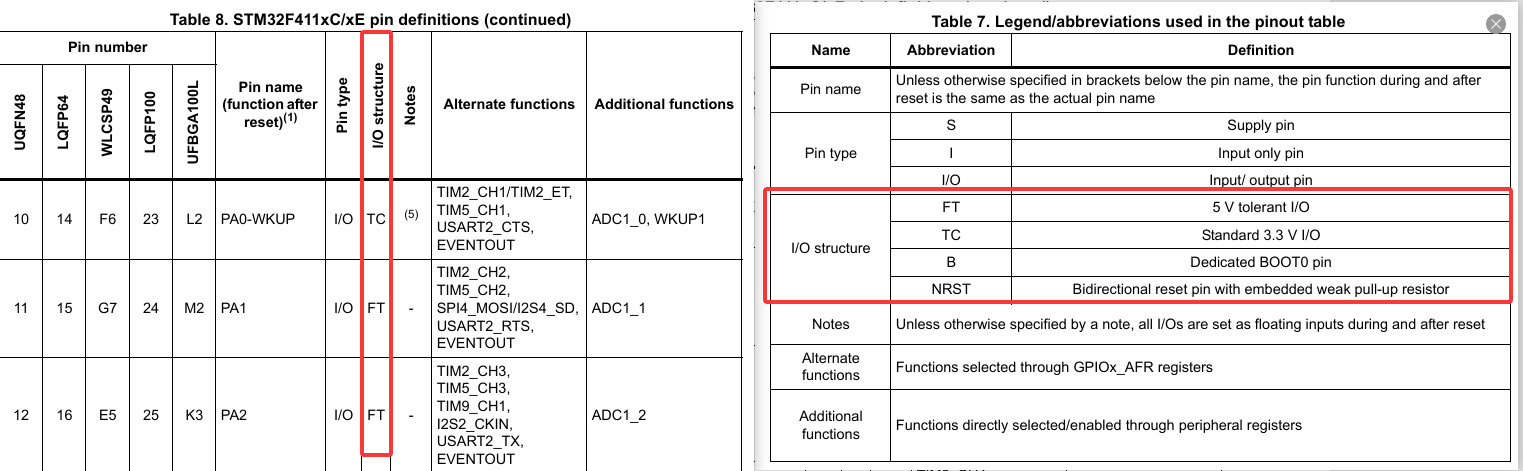 Table 8. STM32F411xC/xE pin definitions (continued)
Pin number
UQFN48
LQFP64
WLCSP49
LQFP100
UFBGA100L
Pin name
(function after
reset)(1)
Pin type
I/O structure
Notes
Alternate functions
Additional functions
10 14 F6 23 L2 PA0-WKUP I/O TC (5)
TIM2_CH1/TIM2_ET,
TIM5_CH1,
USART2_CTS,
EVENTOUT
ADC1_0, WKUP1
11 15 G7 24 M2 PA1 I/O FT -
TIM2_CH2,
TIM5_CH2,
SPI4_MOSI/I2S4_SD,
USART2_RTS,
EVENTOUT
ADC1_1
12 16 E5 25 K3 PA2 I/O FT -
TIM2_CH3,
TIM5_CH3,
TIM9_CH1,
I2S2_CKIN,
USART2_TX,
EVENTOUT
ADC1_2
Table 7. Legend/abbreviations used in the pinout table
Name Abbreviation Definition
Pin name
Unless otherwise specified in brackets below the pin name, the pin function during and after
reset is the same as the actual pin name
Pin type
S Supply pin
I Input only pin
I/O Input/ output pin
I/O structure
FT 5 V tolerant I/O
TC Standard 3.3 V I/O
B Dedicated BOOT0 pin
NRST Bidirectional reset pin with embedded weak pull-up resistor
Notes Unless otherwise specified by a note, all I/Os are set as floating inputs during and after reset
Alternate
functions
Functions selected through GPIOx_AFR registers
Additional
functions
Functions directly selected/enabled through peripheral registers